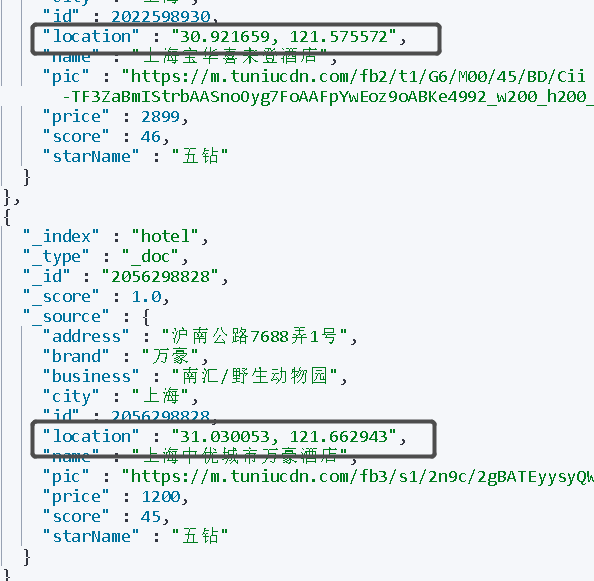 "id" : 2022598930,
"location" : "30.921659, 121.575572",
"name" : "上海宝华喜来登酒店",
"pic" : "https://m.tuniucdn.com/fb2/t1/G6/M00/45/BD/Cii
-TF3ZaBmIStrbAASnoOyg7FoAAFpYwEoz9oABKe4992_w200_h200_
"price" : 2899,
"score" : 46,
"starName" : "五钻"
}
},
{
"_index" : "hotel",
"_type" : "_doc",
"_id" : "2056298828",
"_score" : 1.0,
"_source" : {
"address" : "沪南公路7688弄1号",
"brand" : "万豪",
"business" : "南汇/野生动物园",
"city" : "上海",
"id" : 2056298828,
"location" : "31.030053, 121.662943",
"name" : "上海中优城市万豪酒店",
"pic" : "https://m.tuniucdn.com/fb3/s1/2n9c/2gBATEyysyQW
"price" : 1200,
"score" : 45,
"starName" : "五钻"
}
}